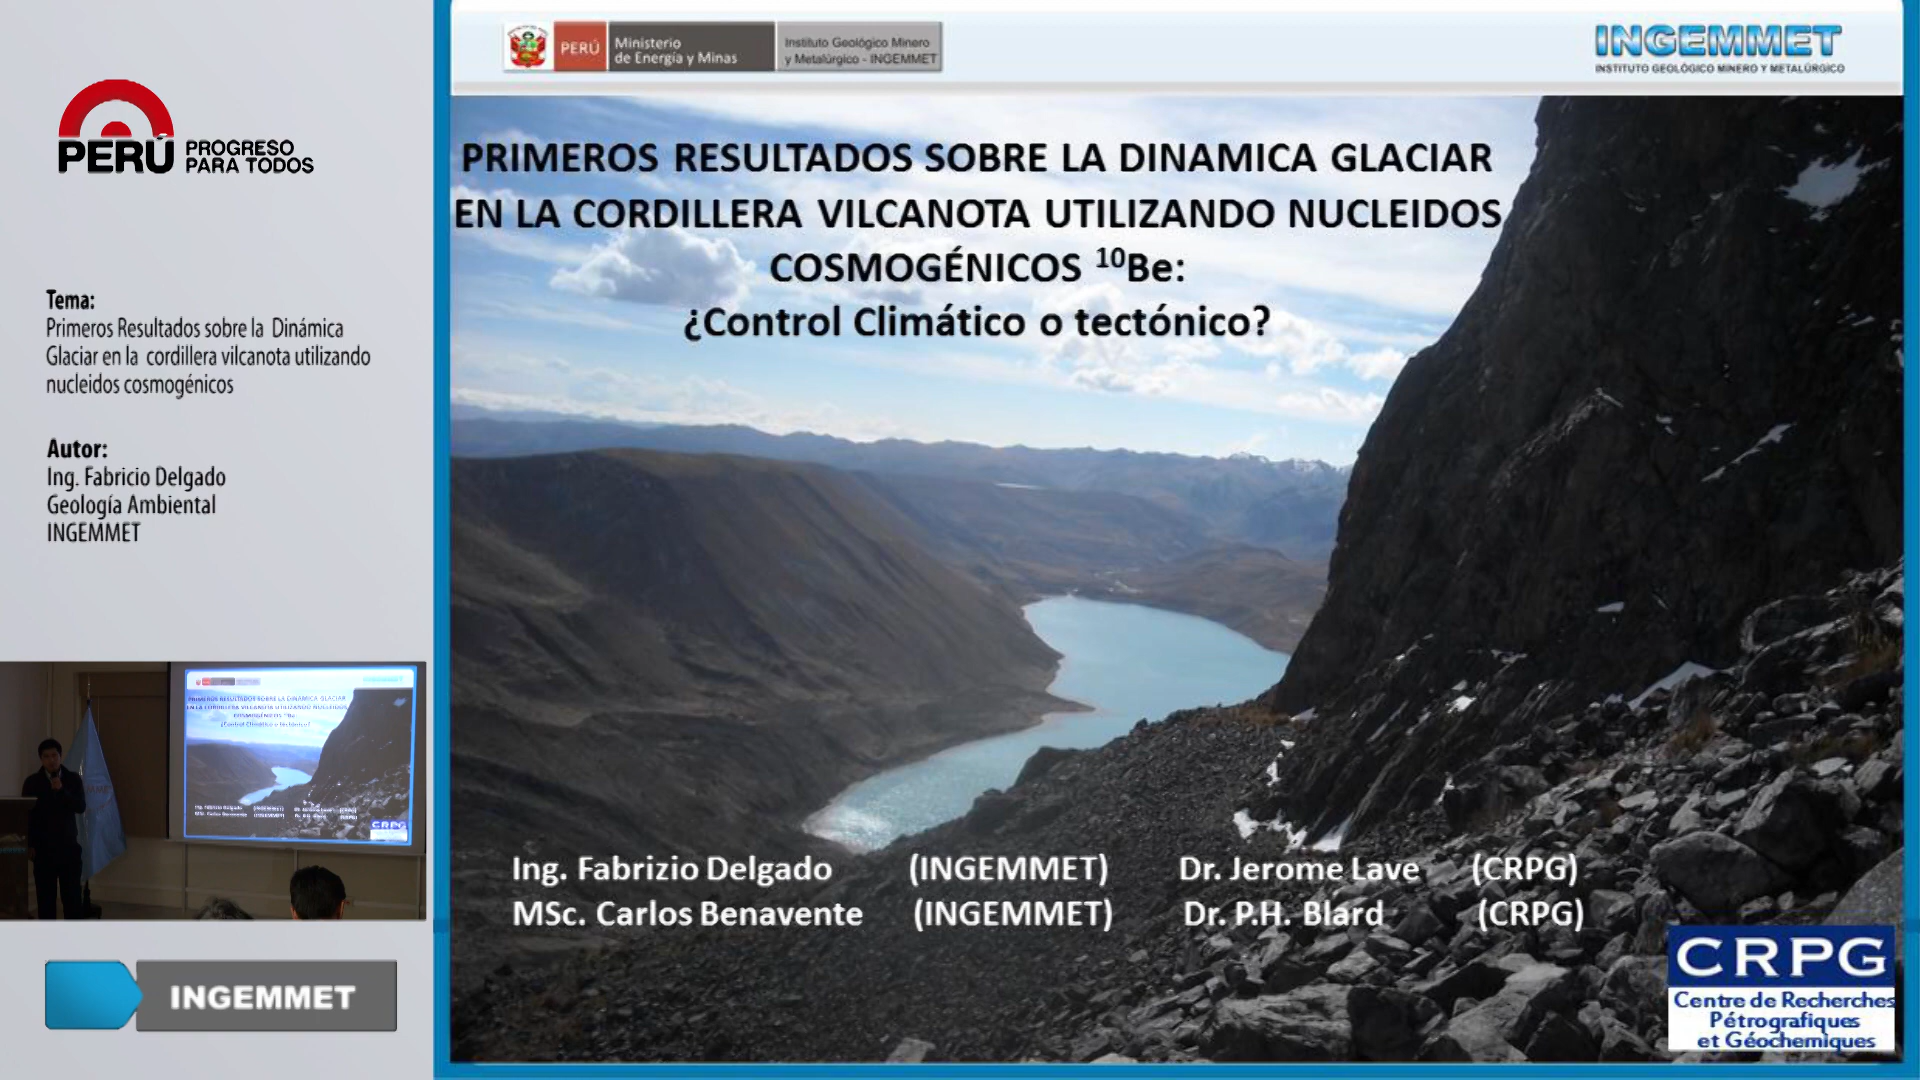 PERÚ
PROGRESO
PARA TODOS
Tema:
Primeros Resultados sobre la Dinámica
Glaciar en la cordillera vilcanota utilizando
nucleidos cosmogénicos
Autor:
Ing. Fabricio Delgado
Geología Ambiental
INGEMMET
INGEMMET
PERÚ
Ministerio
de Energía y Minas
Instituto Geológico Minero
y Metalúrgico - INGEMMET
INGEMMET
INSTITUTO GEOLÓGICO MINERO Y METALÚRGICO
PRIMEROS RESULTADOS SOBRE LA DINAMICA GLACIAR
EN LA CORDILLERA VILCANOTA UTILIZANDO NUCLEIDOS
COSMOGÉNICOS ¹⁰Be:
¿Control Climático o tectónico?
Ing. Fabrizio Delgado (INGEMMET) Dr. Jerome Lave (CRPG)
MSc. Carlos Benavente (INGEMMET) Dr. P.H. Blard (CRPG)
CRPG
Centre de Recherches
Pétrografiques
et Géochemiques